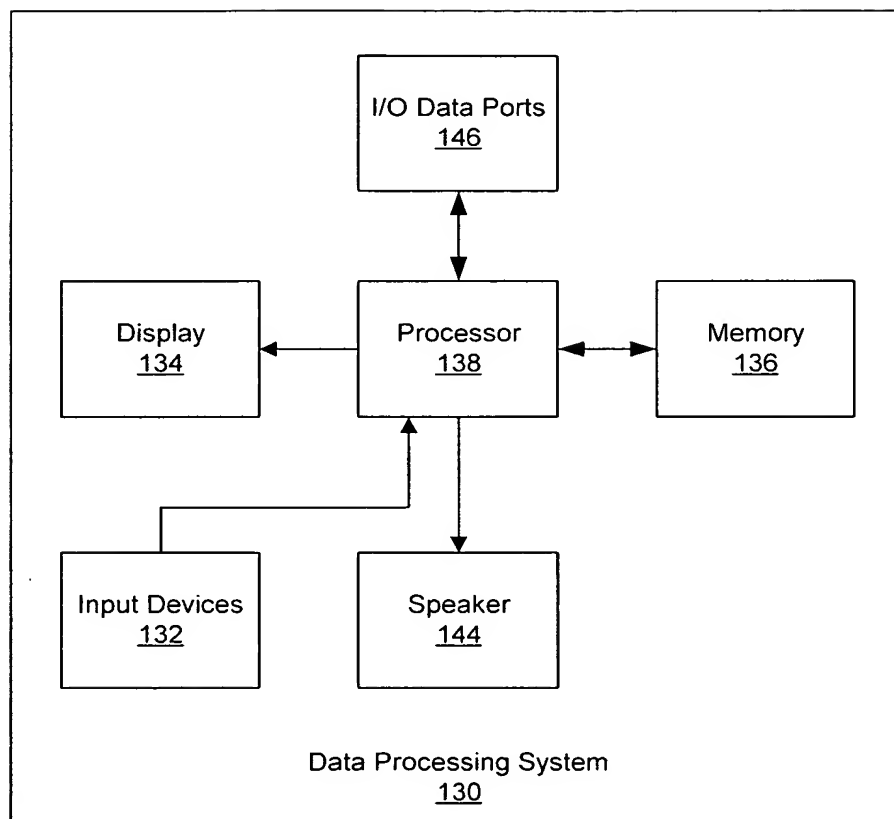 I/O Data Ports
146
Display
134
Processor
138
Memory
136
Input Devices
132
Speaker
144
Data Processing System
130